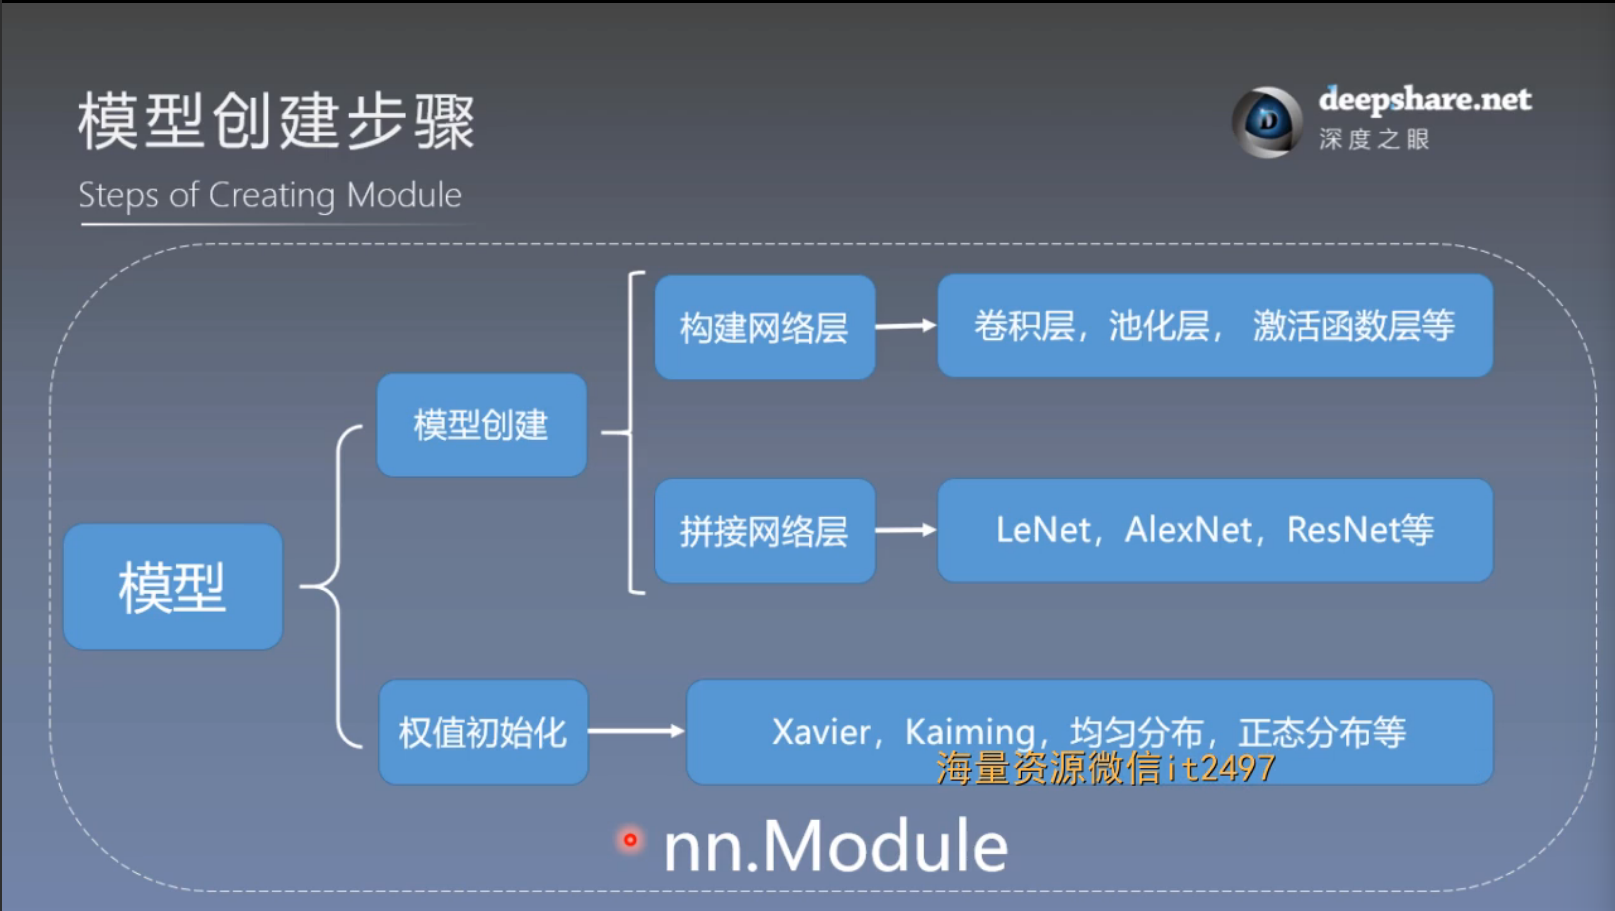 模型创建步骤
Steps of Creating Module
deepshare.net
深度之眼
构建网络层
卷积层，池化层， 激活函数层等
模型创建
拼接网络层
LeNet，AlexNet，ResNet等
模型
权值初始化
Xavier，Kaiming，均匀分布，正态分布等
海量资源微信it2497
nn.Module